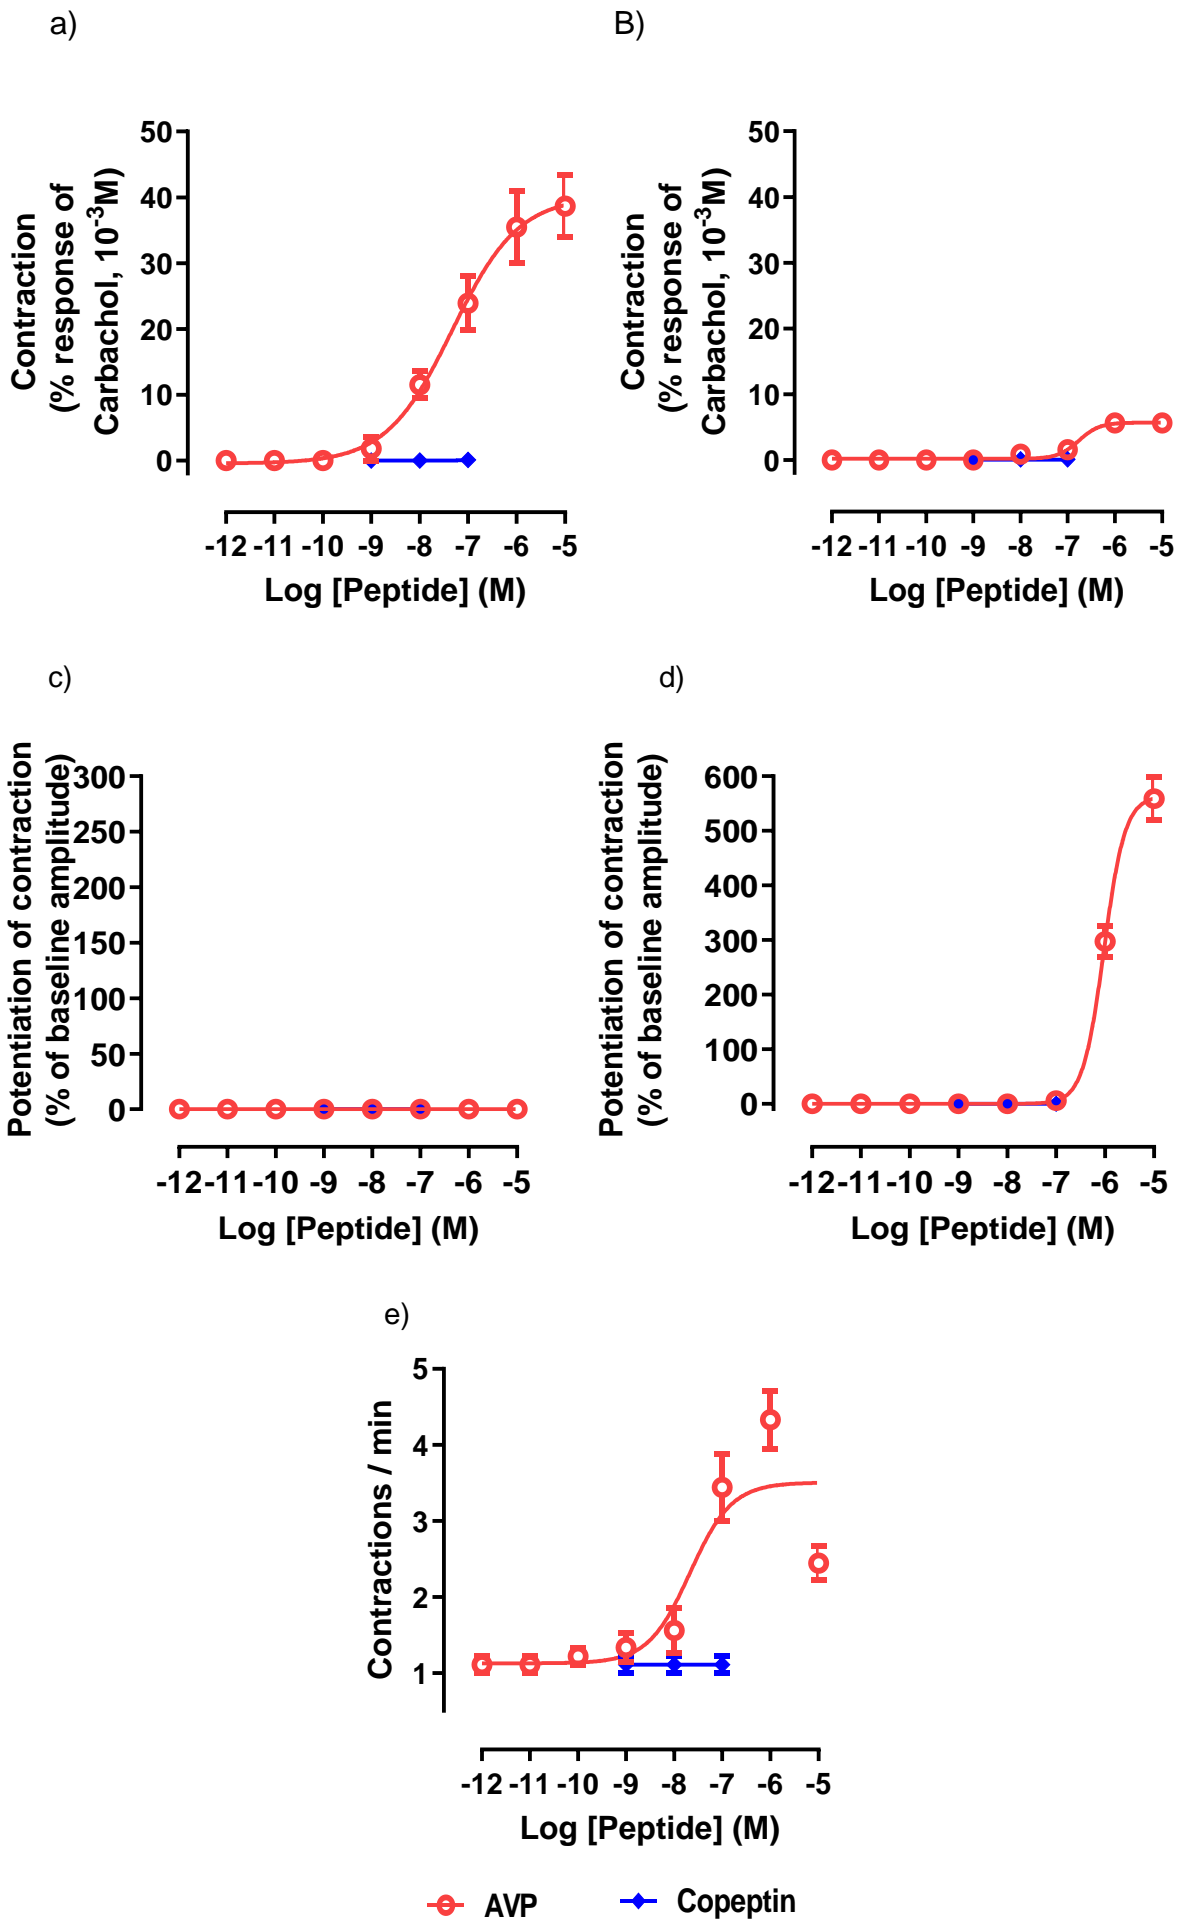 a)
B)
50
40
30
20
10
0
Contraction
(% response of
Carbachol, 10-3M)
-12 -11 -10 -9 -8 -7 -6 -5
Log [Peptide] (M)
50
40
30
20
10
0
Contraction
(% response of
Carbachol, 10-3M)
-12 -11 -10 -9 -8 -7 -6 -5
Log [Peptide] (M)
c)
d)
300
250
200
150
100
50
0
Potentiation of contraction
(% of baseline amplitude)
-12 -11 -10 -9 -8 -7 -6 -5
Log [Peptide] (M)
600
500
400
300
200
100
0
Potentiation of contraction
(% of baseline amplitude)
-12 -11 -10 -9 -8 -7 -6 -5
Log [Peptide] (M)
e)
5
4
3
2
1
Contractions / min
-12 -11 -10 -9 -8 -7 -6 -5
Log [Peptide] (M)
AVP
Copeptin